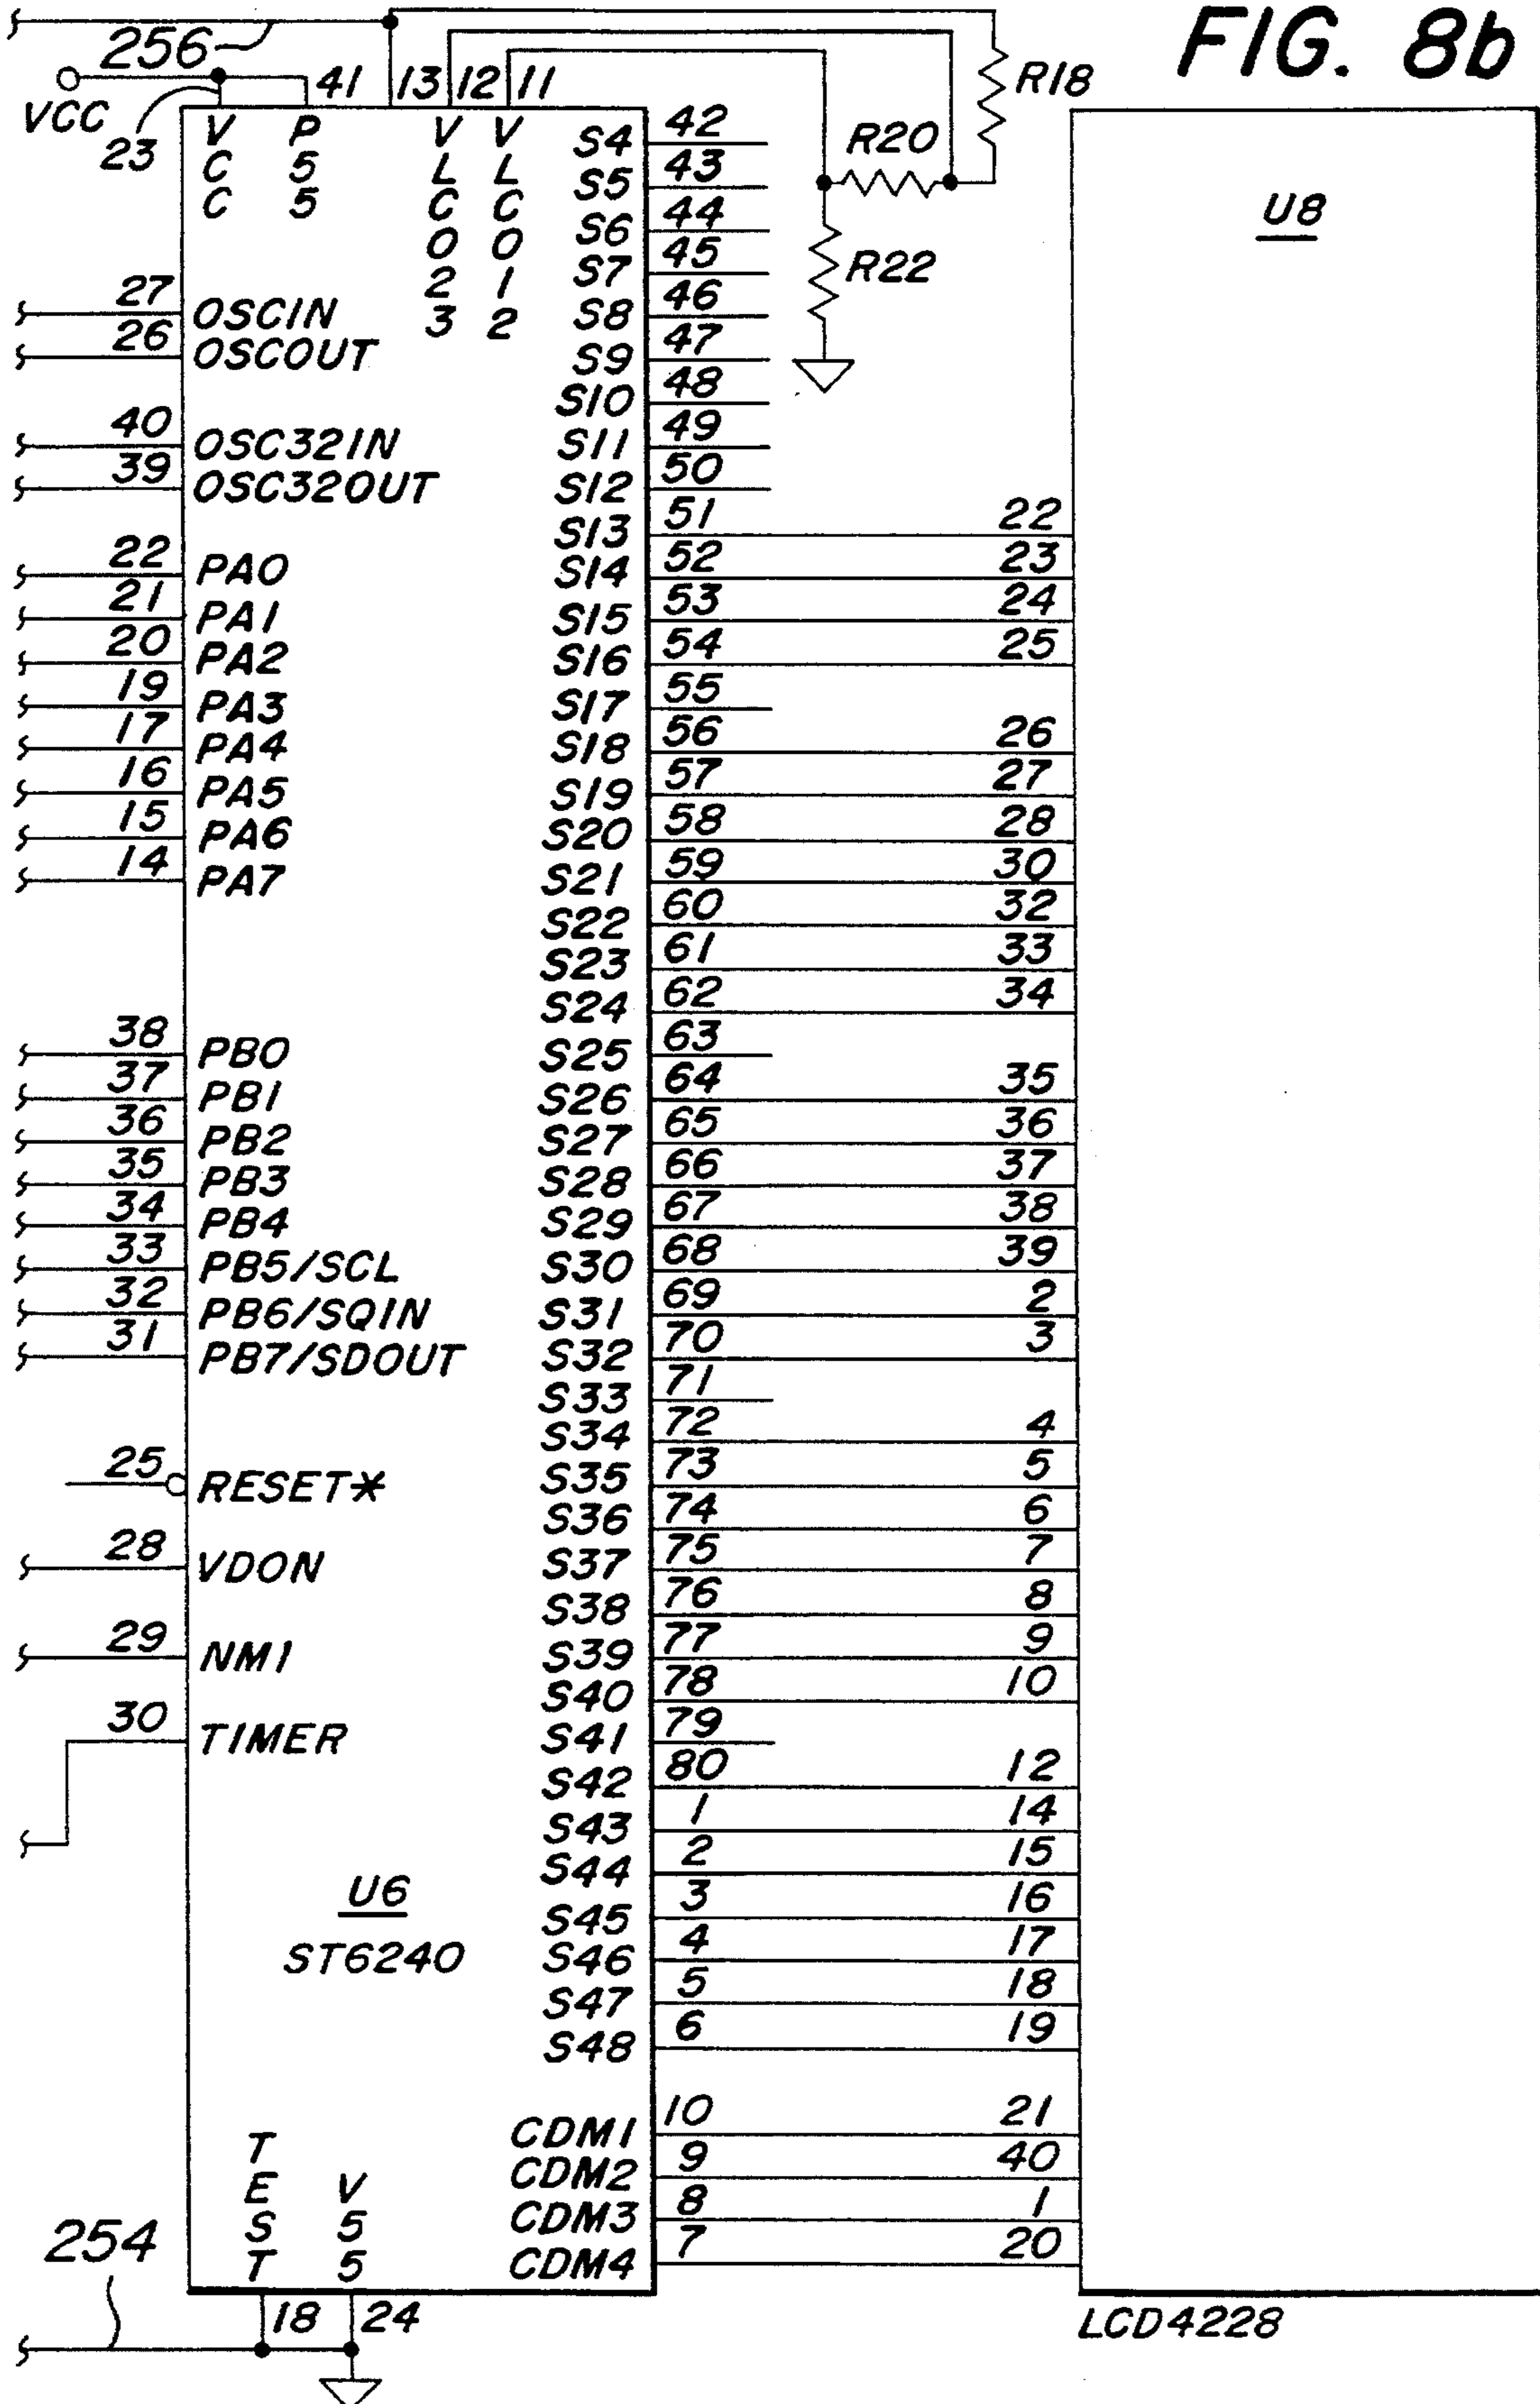 FIG. 8b
256
VCC
23
41 13 12 11
R18
R20
R22
VCC P55 VLCO23 VLCO12
U8
S4 42
S5 43
S6 44
S7 45
S8 46
S9 47
S10 48
S11 49
S12 50
S13 51 22
S14 52 23
S15 53 24
S16 54 25
S17 55
S18 56 26
S19 57 27
S20 58 28
S21 59 30
S22 60 32
S23 61 33
S24 62 34
S25 63
S26 64 35
S27 65 36
S28 66 37
S29 67 38
S30 68 39
S31 69 2
S32 70 3
S33 71
S34 72 4
S35 73 5
S36 74 6
S37 75 7
S38 76 8
S39 77 9
S40 78 10
S41 79
S42 80 12
S43 1 14
S44 2 15
S45 3 16
S46 4 17
S47 5 18
S48 6 19
CDM1 10 21
CDM2 9 40
CDM3 8 1
CDM4 7 20
27 OSCIN
26 OSCOUT
40 OSC32IN
39 OSC32OUT
22 PA0
21 PA1
20 PA2
19 PA3
17 PA4
16 PA5
15 PA6
14 PA7
38 PB0
37 PB1
36 PB2
35 PB3
34 PB4
33 PB5/SCL
32 PB6/SQIN
31 PB7/SDOUT
25 RESET*
28 VDON
29 NM1
30 TIMER
U6
ST6240
TEST V55
254
18 24
LCD4228